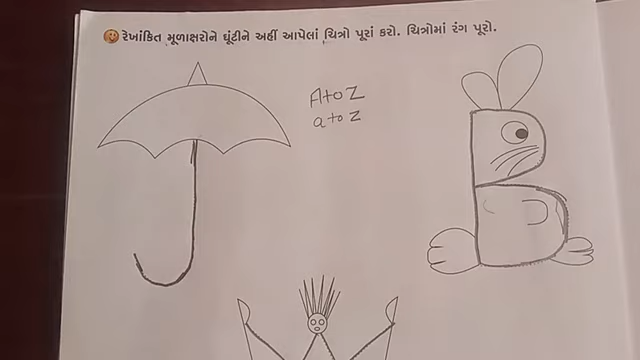 રેખાંકિત મૂળાક્ષરોને ઘૂંટીને અહીં આપેલાં ચિત્રો પૂરાં કરો. ચિત્રોમાં રંગ પૂરો.
A to Z
a to z